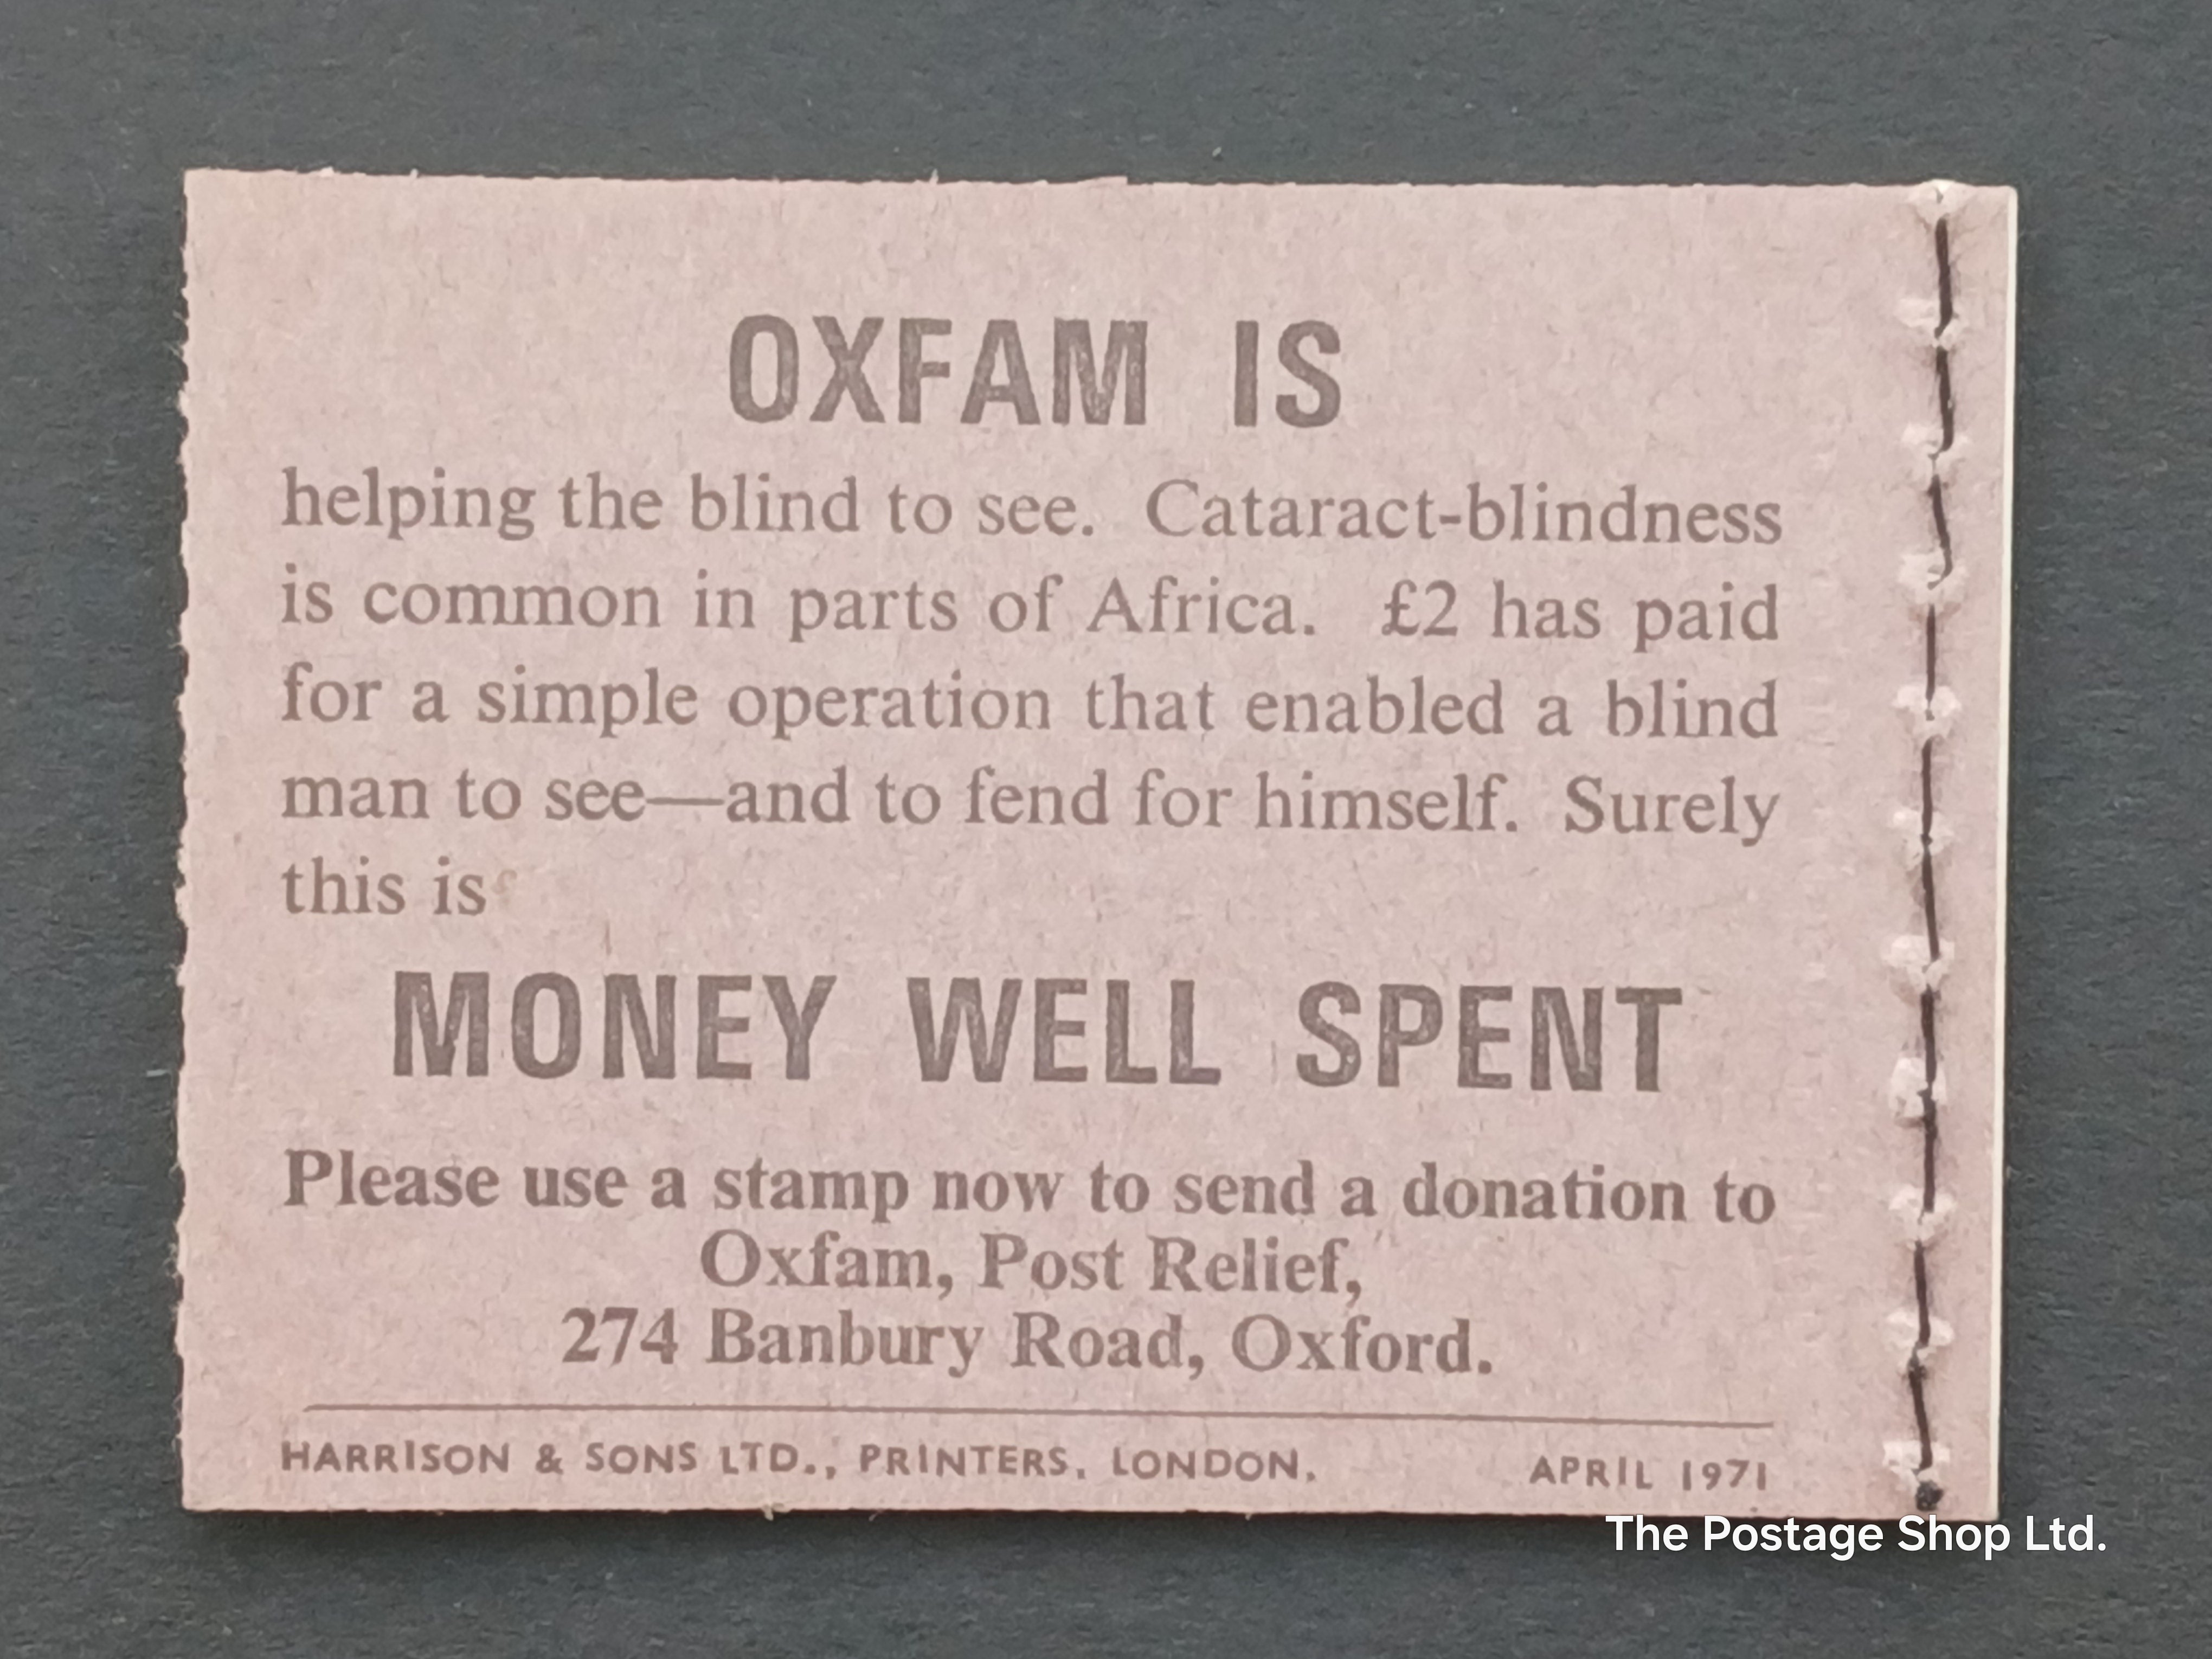 OXFAM IS
helping the blind to see. Cataract-blindness
is common in parts of Africa. £2 has paid
for a simple operation that enabled a blind
man to see—and to fend for himself. Surely
this is
MONEY WELL SPENT
Please use a stamp now to send a donation to
Oxfam, Post Relief,
274 Banbury Road, Oxford.
HARRISON & SONS LTD., PRINTERS, LONDON. APRIL 1971
The Postage Shop Ltd.